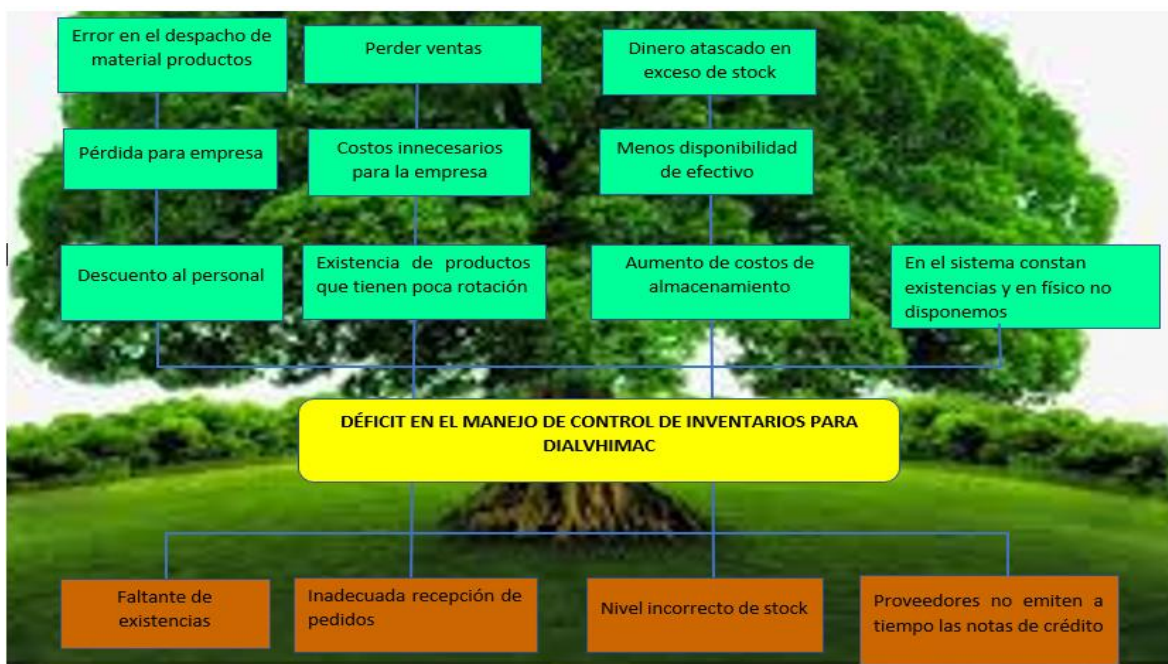 Error en el despacho de
material productos
Perder ventas
Dinero atascado en
exceso de stock
Pérdida para empresa
Costos innecesarios
para la empresa
Menos disponibilidad
de efectivo
Descuento al personal
Existencia de productos
que tienen poca rotación
Aumento de costos de
almacenamiento
En el sistema constan
existencias y en físico no
disponemos
DÉFICIT EN EL MANEJO DE CONTROL DE INVENTARIOS PARA
DIALVHIMAC
Faltante de
existencias
Inadecuada recepción de
pedidos
Nivel incorrecto de stock
Proveedores no emiten a
tiempo las notas de crédito